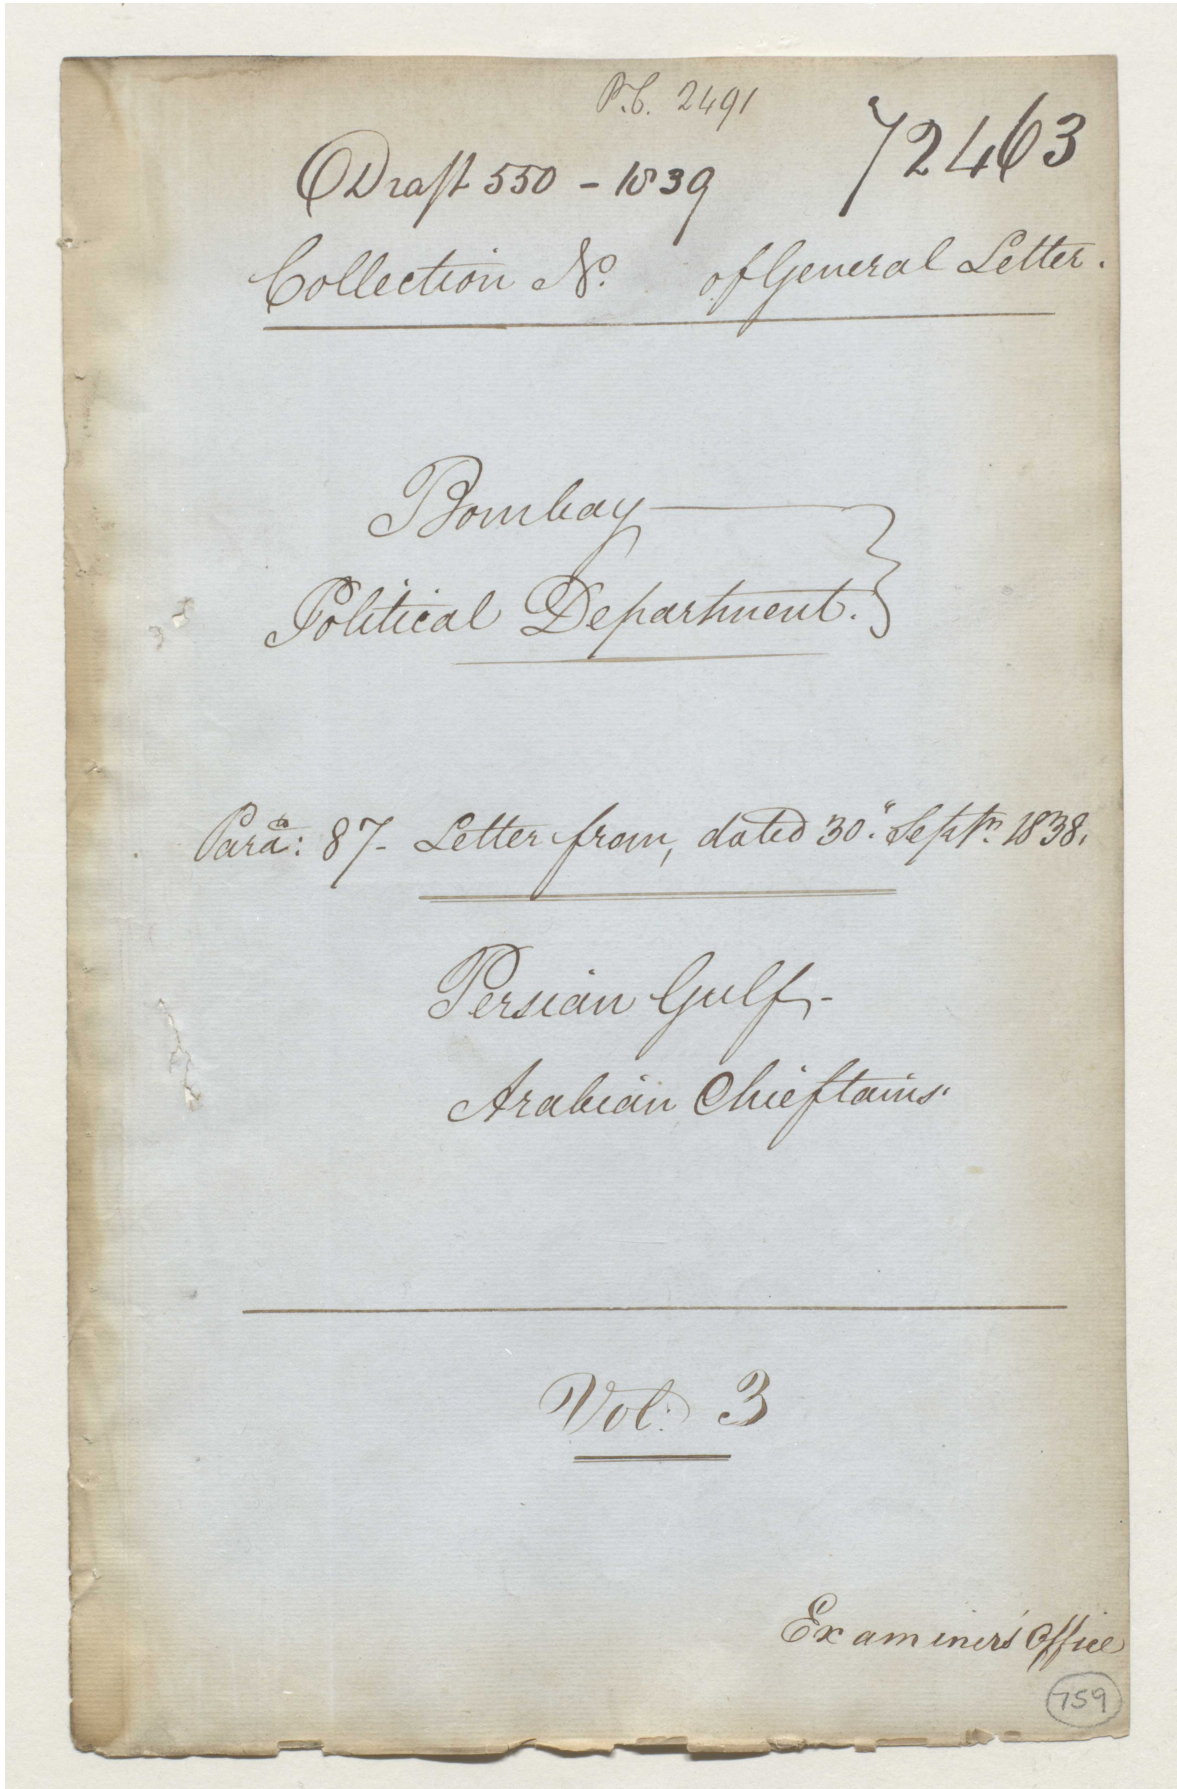 P.C. 2491
72463
Draft 550 - 1839
Collection No. of General Letter.
Bombay
Political Department.
Para: 87- Letter from, dated 30. Septr. 1838.
Persian Gulf-
Arabian Chieftains.
Vol: 3
Examiner's Office
759